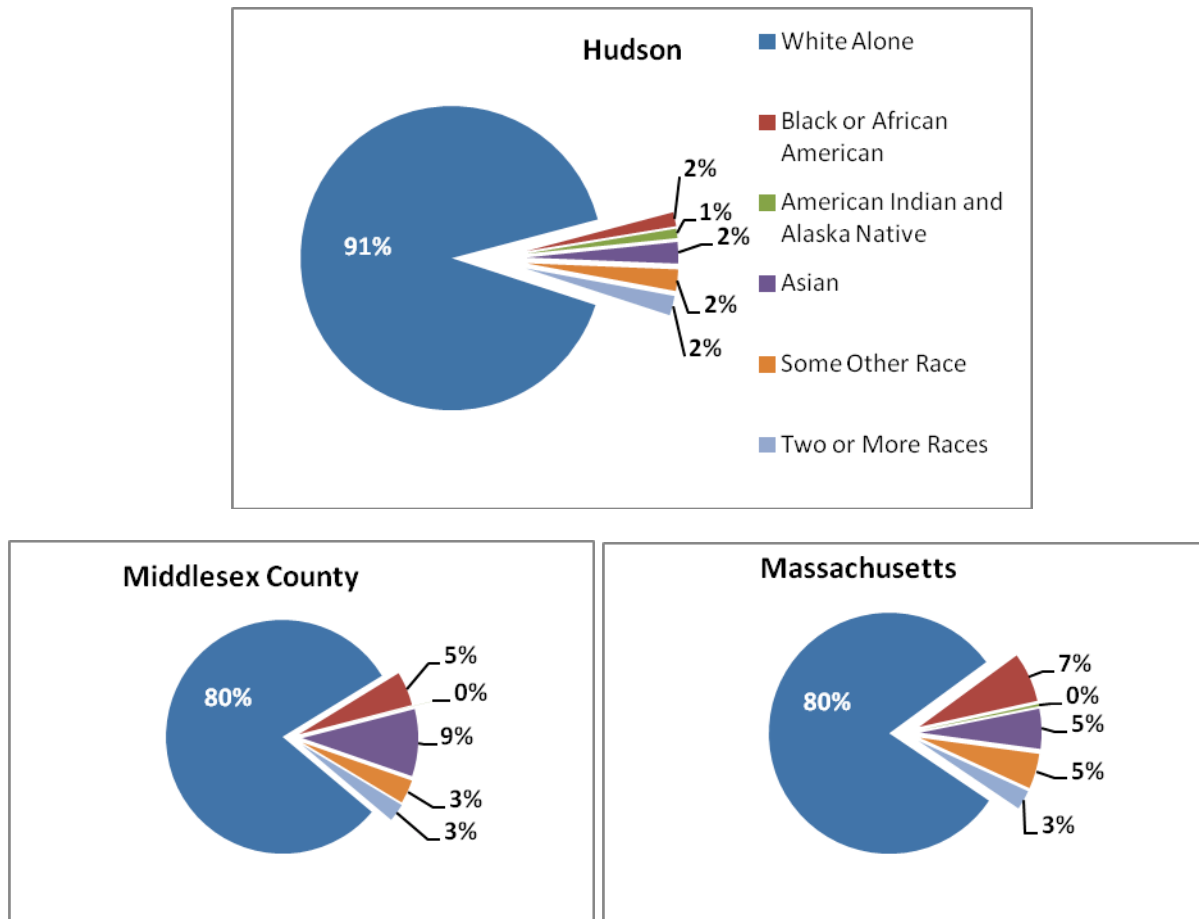 Hudson
White Alone
Black or African
American
American Indian and
Alaska Native
Asian
Some Other Race
Two or More Races
91%
2%
1%
2%
2%
2%
Middlesex County
80%
5%
0%
9%
3%
3%
Massachusetts
80%
7%
0%
5%
5%
3%